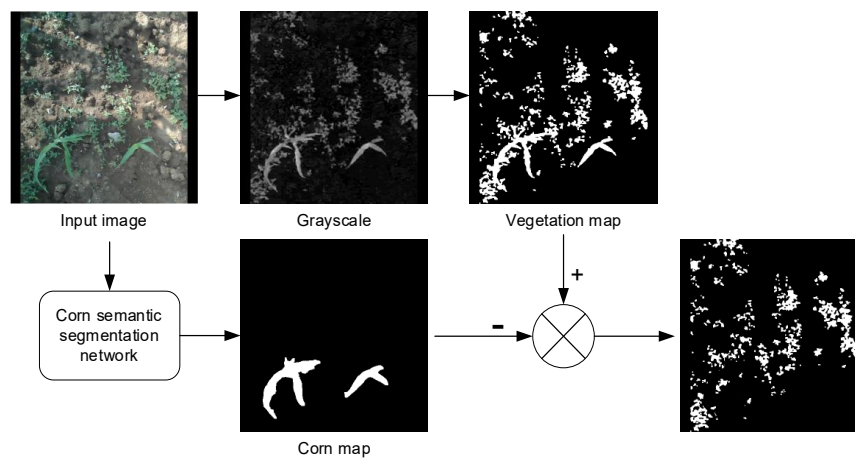 Input image
Grayscale
Vegetation map
Corn semantic
segmentation
network
+
-
Corn map